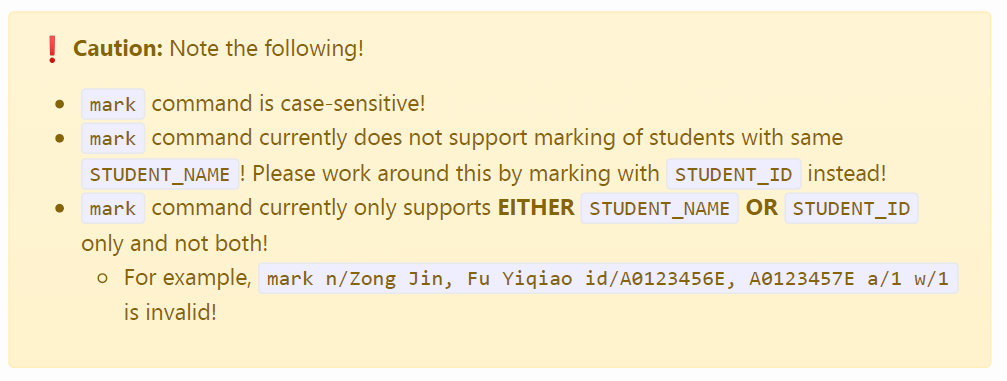 ❗ Caution: Note the following!
• mark command is case-sensitive!
• mark command currently does not support marking of students with same
STUDENT_NAME! Please work around this by marking with STUDENT_ID instead!
• mark command currently only supports EITHER STUDENT_NAME OR STUDENT_ID
only and not both!
◦ For example, mark n/Zong Jin, Fu Yiqiao id/A0123456E, A0123457E a/1 w/1
is invalid!